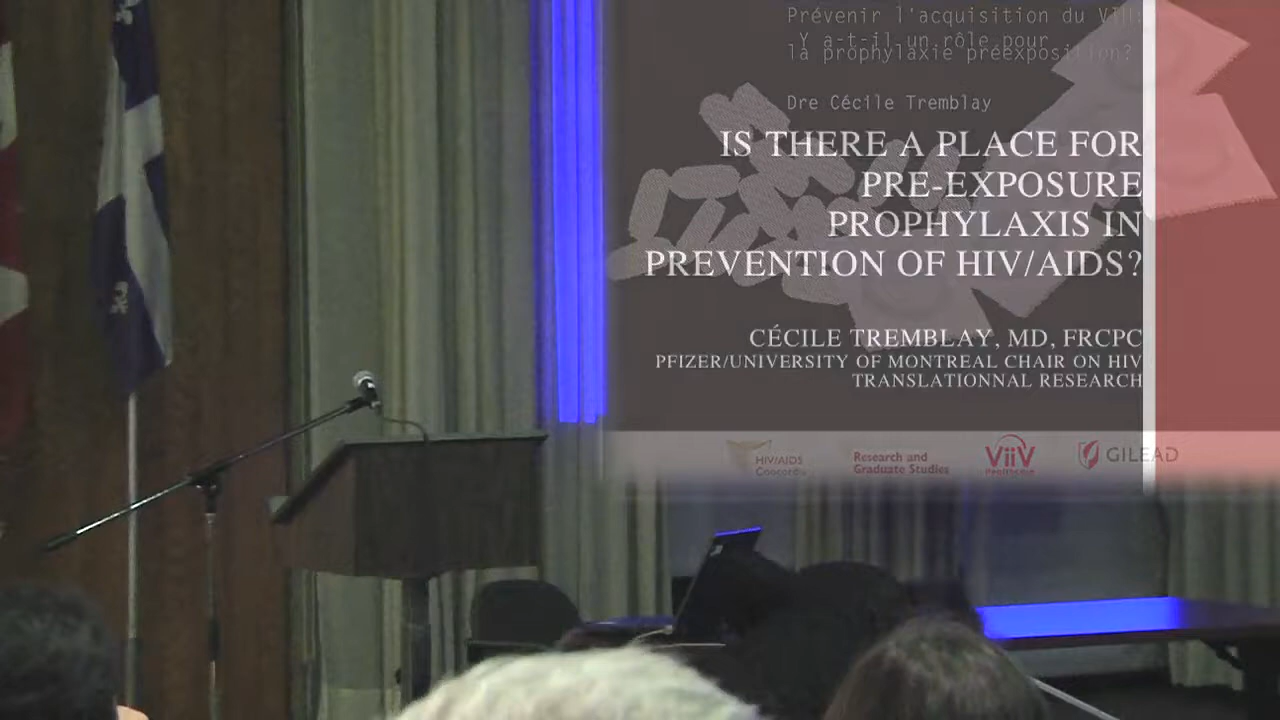 Prévenir l'acquisition du VIH:
Y a-t-il un rôle pour
la prophylaxie préexposition?
Dre Cécile Tremblay
IS THERE A PLACE FOR
PRE-EXPOSURE
PROPHYLAXIS IN
PREVENTION OF HIV/AIDS?
CÉCILE TREMBLAY, MD, FRCPC
PFIZER/UNIVERSITY OF MONTREAL CHAIR ON HIV
TRANSLATIONNAL RESEARCH
HIV/AIDS
Concordia
Research and
Graduate Studies
ViiV
Healthcare
GILEAD